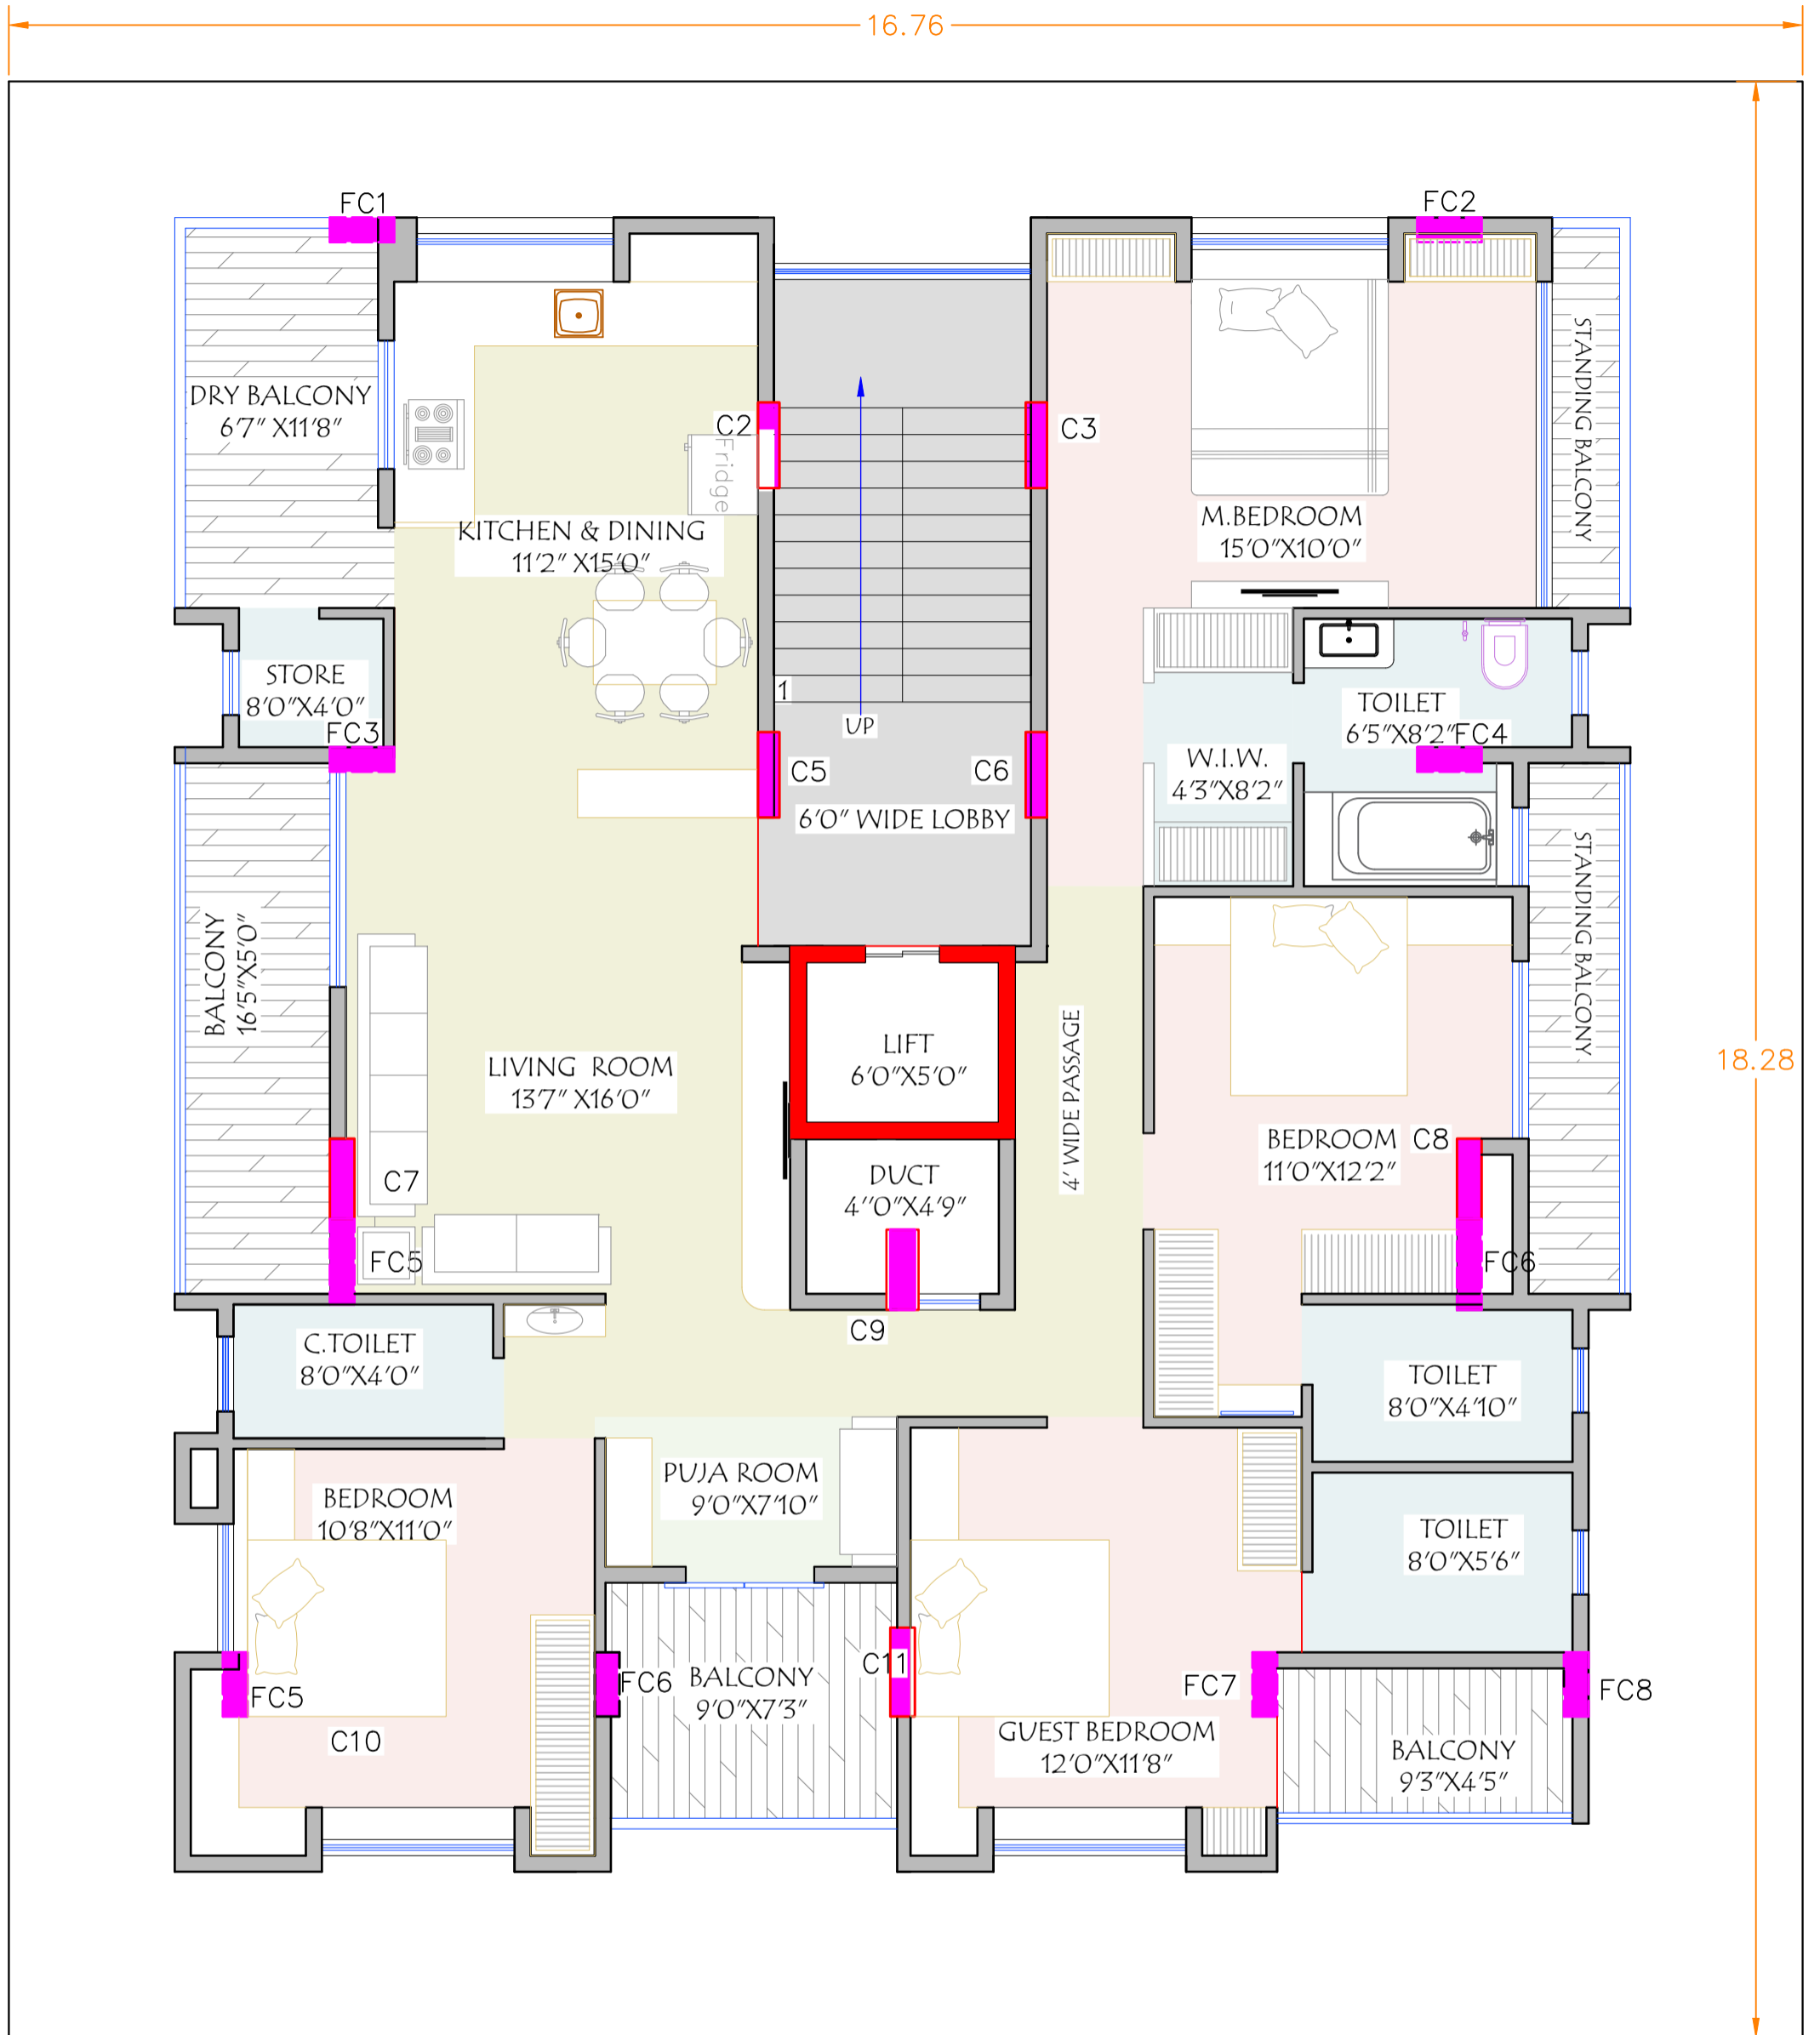 16.76
FC1
FC2
STANDING BALCONY
DRY BALCONY
6'7" X11'8"
C2
C3
Fridge
M.BEDROOM
15'0"X10'0"
KITCHEN & DINING
11'2" X15'0"
STORE
8'0"X4'0"
1
UP
TOILET
6'5"X8'2"
FC3
FC4
C5
C6
W.I.W.
4'3"X8'2"
6'0" WIDE LOBBY
STANDING BALCONY
BALCONY
16'5"X5'0"
LIFT
6'0"X5'0"
4' WIDE PASSAGE
18.28
LIVING ROOM
13'7" X16'0"
BEDROOM
11'0"X12'2"
C8
C7
DUCT
4''0"X4'9"
FC5
FC6
C9
C.TOILET
8'0"X4'0"
TOILET
8'0"X4'10"
PUJA ROOM
9'0"X7'10"
BEDROOM
10'8"X11'0"
TOILET
8'0"X5'6"
C11
FC5
FC6
BALCONY
9'0"X7'3"
FC7
FC8
C10
GUEST BEDROOM
12'0"X11'8"
BALCONY
9'3"X4'5"